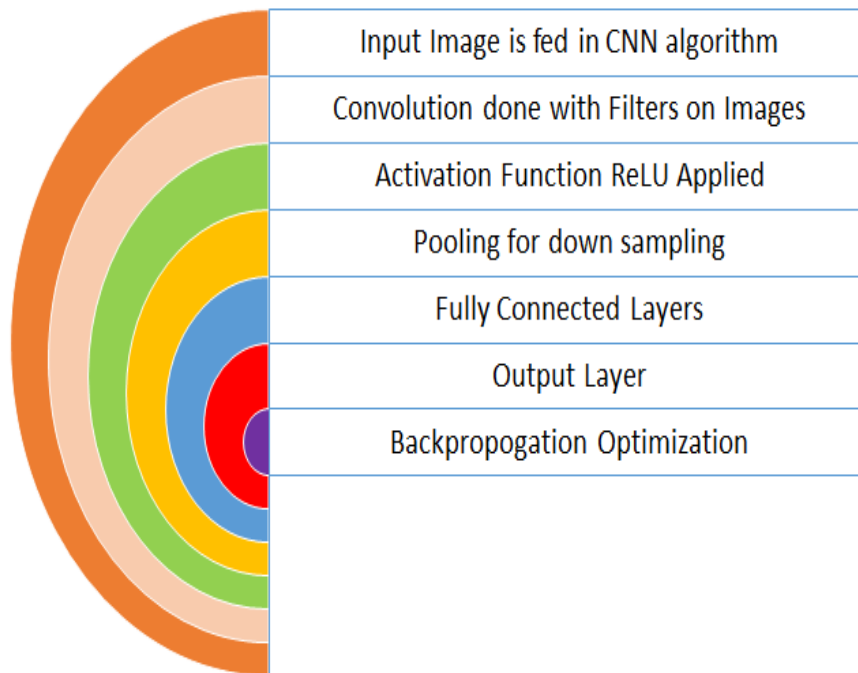 Input Image is fed in CNN algorithm
Convolution done with Filters on Images
Activation Function ReLU Applied
Pooling for down sampling
Fully Connected Layers
Output Layer
Backpropogation Optimization